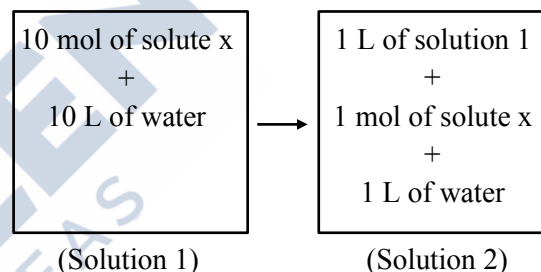 10 mol of solute x
+
10 L of water
(Solution 1)
1 L of solution 1
+
1 mol of solute x
+
1 L of water
(Solution 2)